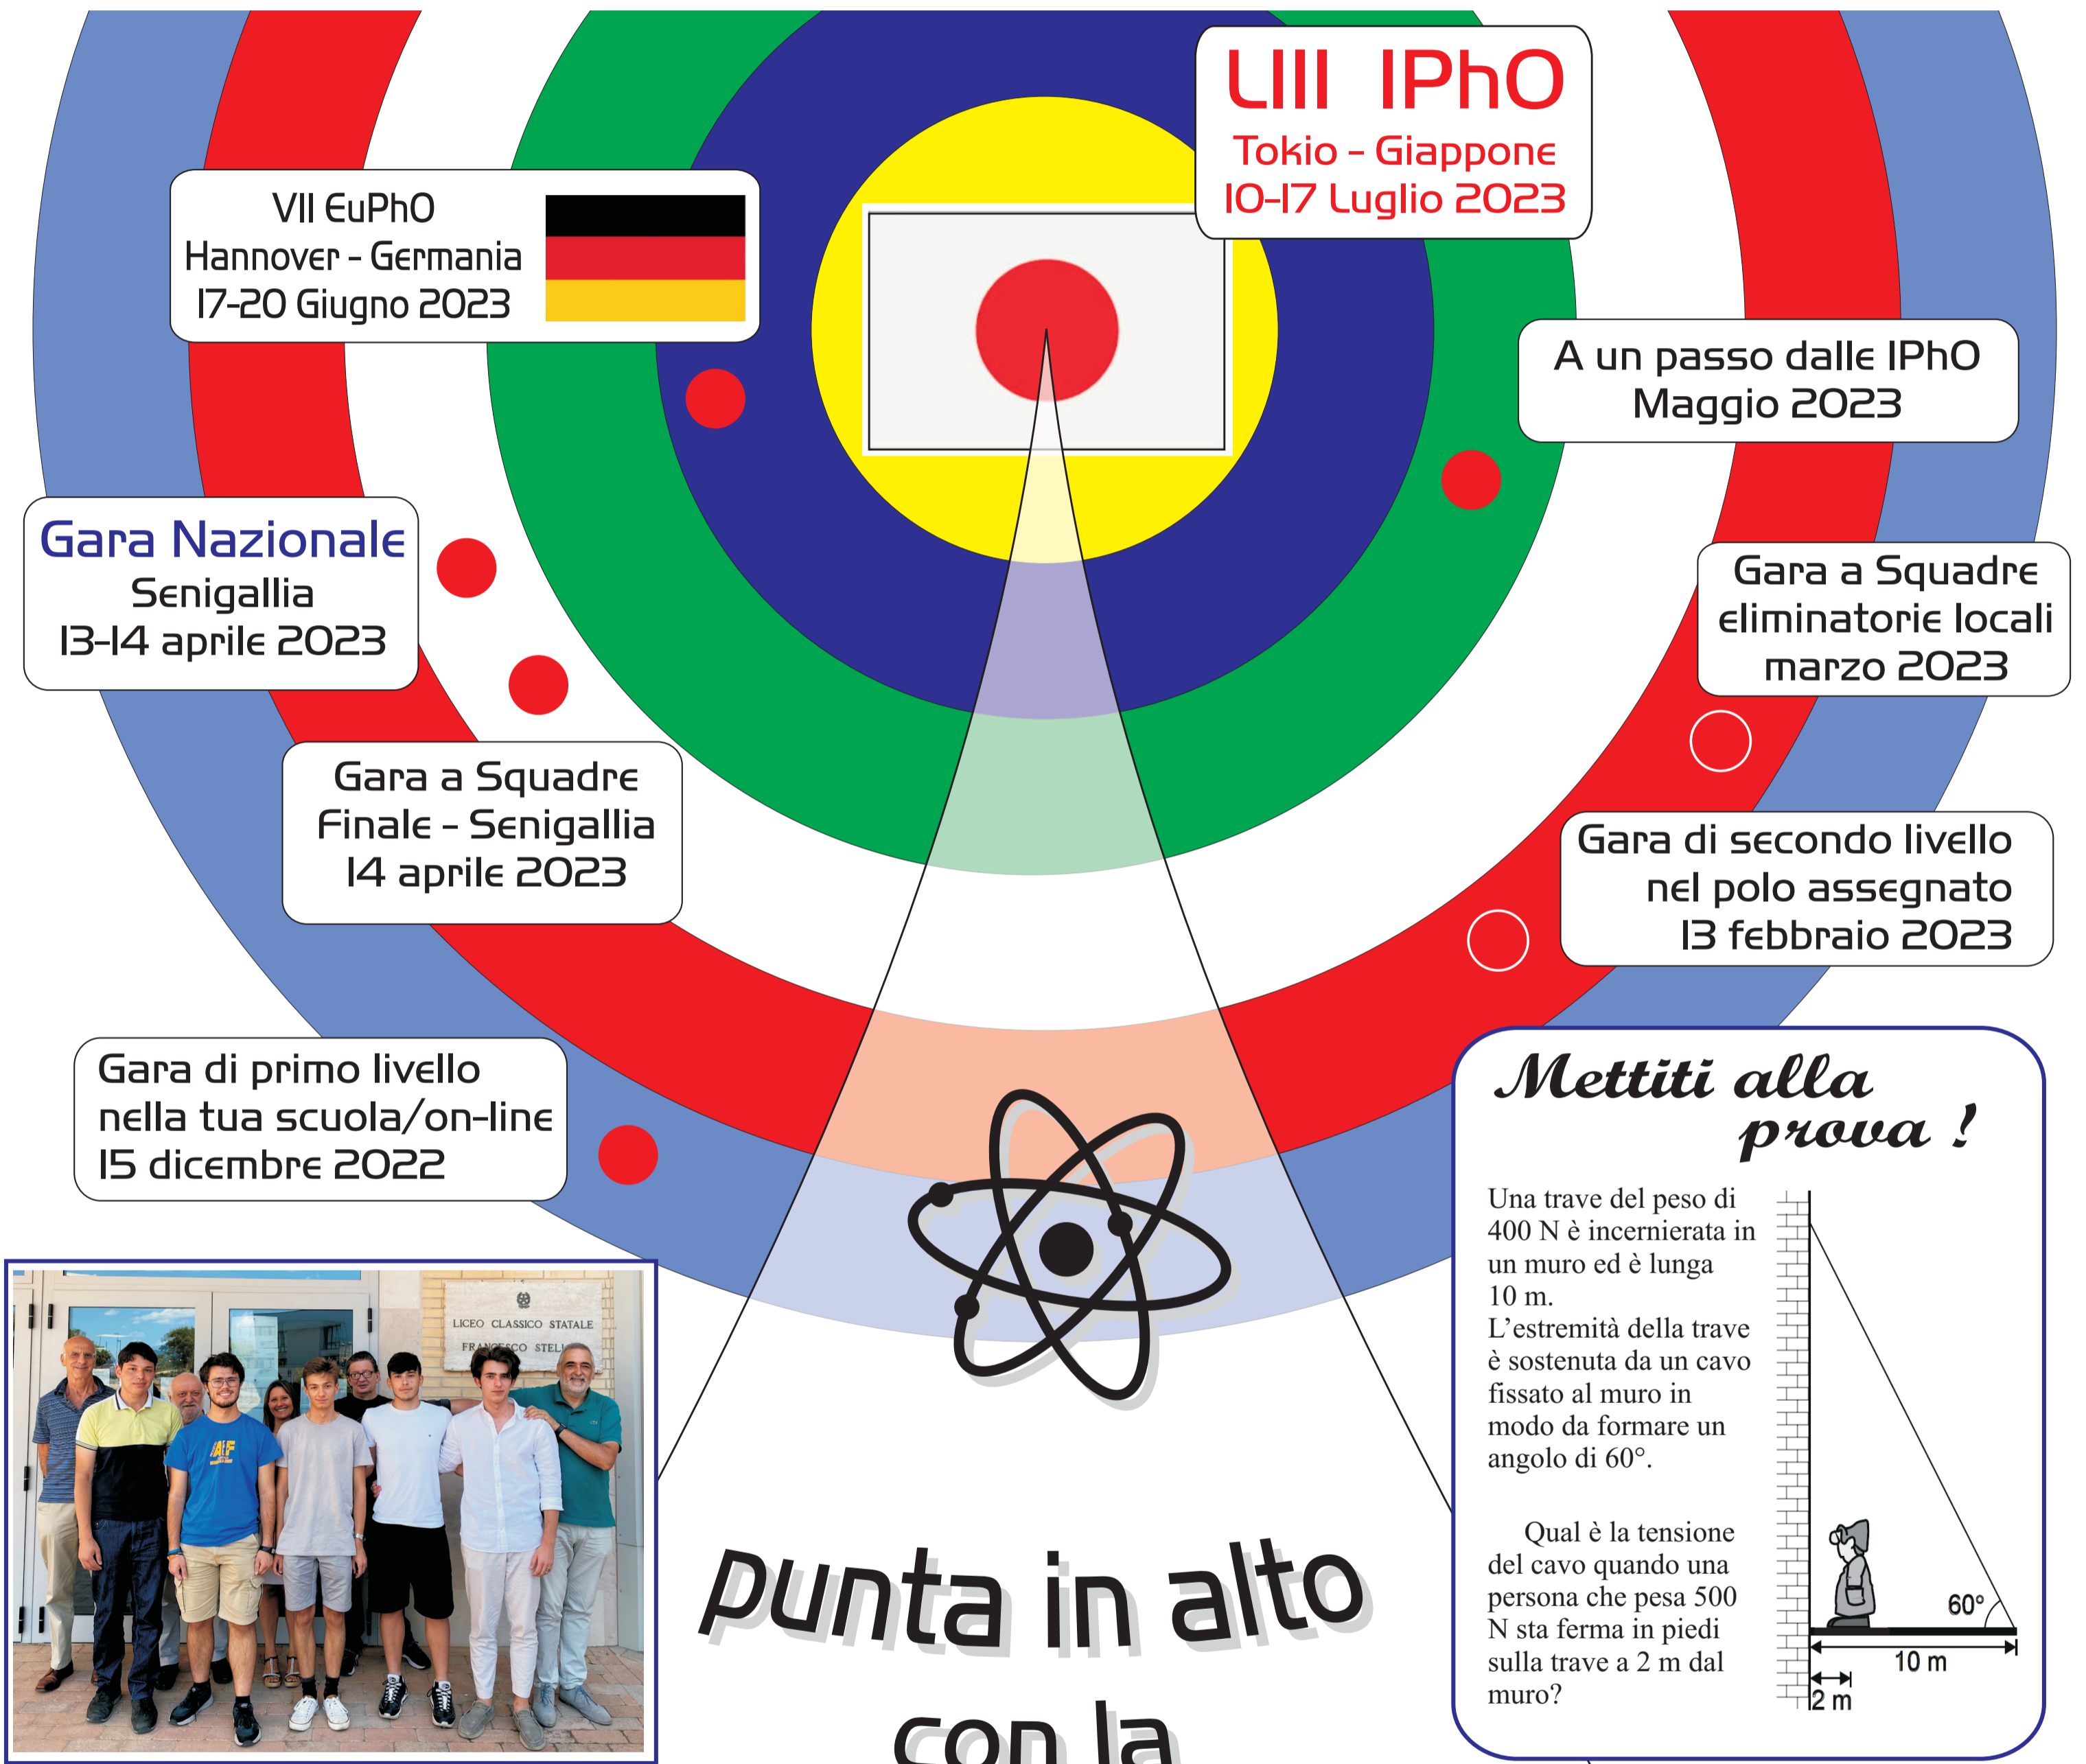 LIII IPhO
Tokio - Giappone
10-17 Luglio 2023
VII EuPhO
Hannover - Germania
17-20 Giugno 2023
A un passo dalle IPhO
Maggio 2023
Gara Nazionale
Senigallia
13-14 aprile 2023
Gara a Squadre
eliminatorie locali
marzo 2023
Gara a Squadre
Finale - Senigallia
14 aprile 2023
Gara di secondo livello
nel polo assegnato
13 febbraio 2023
Gara di primo livello
nella tua scuola/on-line
15 dicembre 2022
LICEO CLASSICO STATALE
FRANCESCO
Mettiti alla
prova !
Una trave del peso di
400 N è incernierata in
un muro ed è lunga
10 m.
L'estremità della trave
è sostenuta da un cavo
fissato al muro in
modo da formare un
angolo di 60°.
Qual è la tensione
del cavo quando una
persona che pesa 500
N sta ferma in piedi
sulla trave a 2 m dal
muro?
60°
10 m
2 m
punta in alto
con la